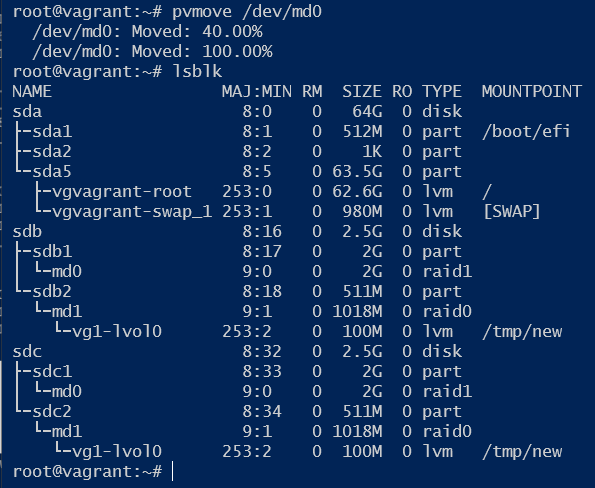 root@vagrant:~# pvmove /dev/md0
  /dev/md0: Moved: 40.00%
  /dev/md0: Moved: 100.00%
root@vagrant:~# lsblk
NAME                 MAJ:MIN RM  SIZE RO TYPE  MOUNTPOINT
sda                    8:0    0   64G  0 disk
├─sda1                 8:1    0  512M  0 part  /boot/efi
├─sda2                 8:2    0    1K  0 part
└─sda5                 8:5    0 63.5G  0 part
  ├─vgvagrant-root   253:0    0 62.6G  0 lvm   /
  └─vgvagrant-swap_1 253:1    0  980M  0 lvm   [SWAP]
sdb                    8:16   0  2.5G  0 disk
├─sdb1                 8:17   0    2G  0 part
│ └─md0                9:0    0    2G  0 raid1
└─sdb2                 8:18   0  511M  0 part
  └─md1                9:1    0 1018M  0 raid0
    └─vg1-lvol0      253:2    0  100M  0 lvm   /tmp/new
sdc                    8:32   0  2.5G  0 disk
├─sdc1                 8:33   0    2G  0 part
│ └─md0                9:0    0    2G  0 raid1
└─sdc2                 8:34   0  511M  0 part
  └─md1                9:1    0 1018M  0 raid0
    └─vg1-lvol0      253:2    0  100M  0 lvm   /tmp/new
root@vagrant:~#